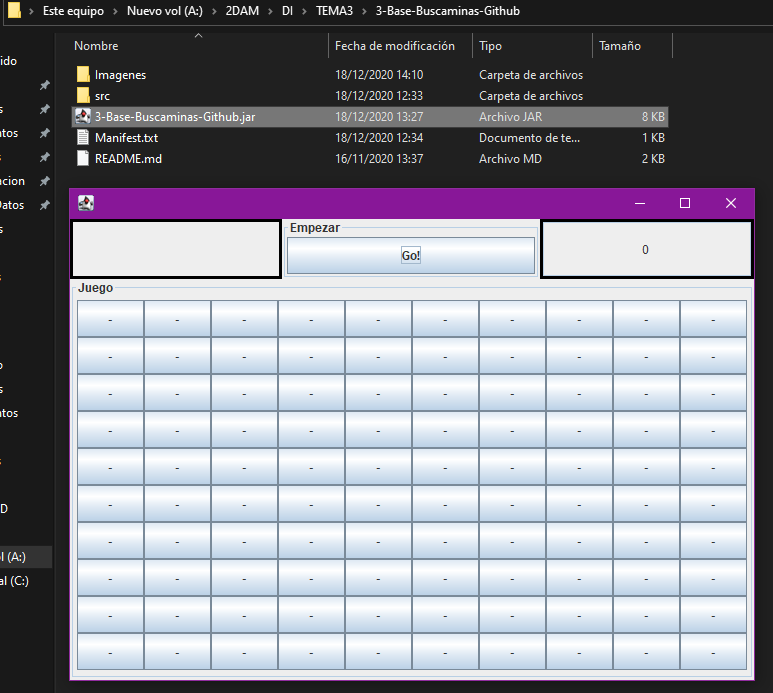 Este equipo > Nuevo vol (A:) > 2DAM > DI > TEMA3 > 3-Base-Buscaminas-Github
Nombre Fecha de modificación Tipo Tamaño
Imagenes 18/12/2020 14:10 Carpeta de archivos
src 18/12/2020 12:33 Carpeta de archivos
3-Base-Buscaminas-Github.jar 18/12/2020 13:27 Archivo JAR 8 KB
Manifest.txt 18/12/2020 12:34 Documento de te... 1 KB
README.md 16/11/2020 13:37 Archivo MD 2 KB
ido
s
itos
s
ncion
Datos
s
s
o
s
ntos
s
D
ol (A:)
al (C:)
Empezar
Go!
0
Juego
- - - - - - - - - -
- - - - - - - - - -
- - - - - - - - - -
- - - - - - - - - -
- - - - - - - - - -
- - - - - - - - - -
- - - - - - - - - -
- - - - - - - - - -
- - - - - - - - - -
- - - - - - - - - -